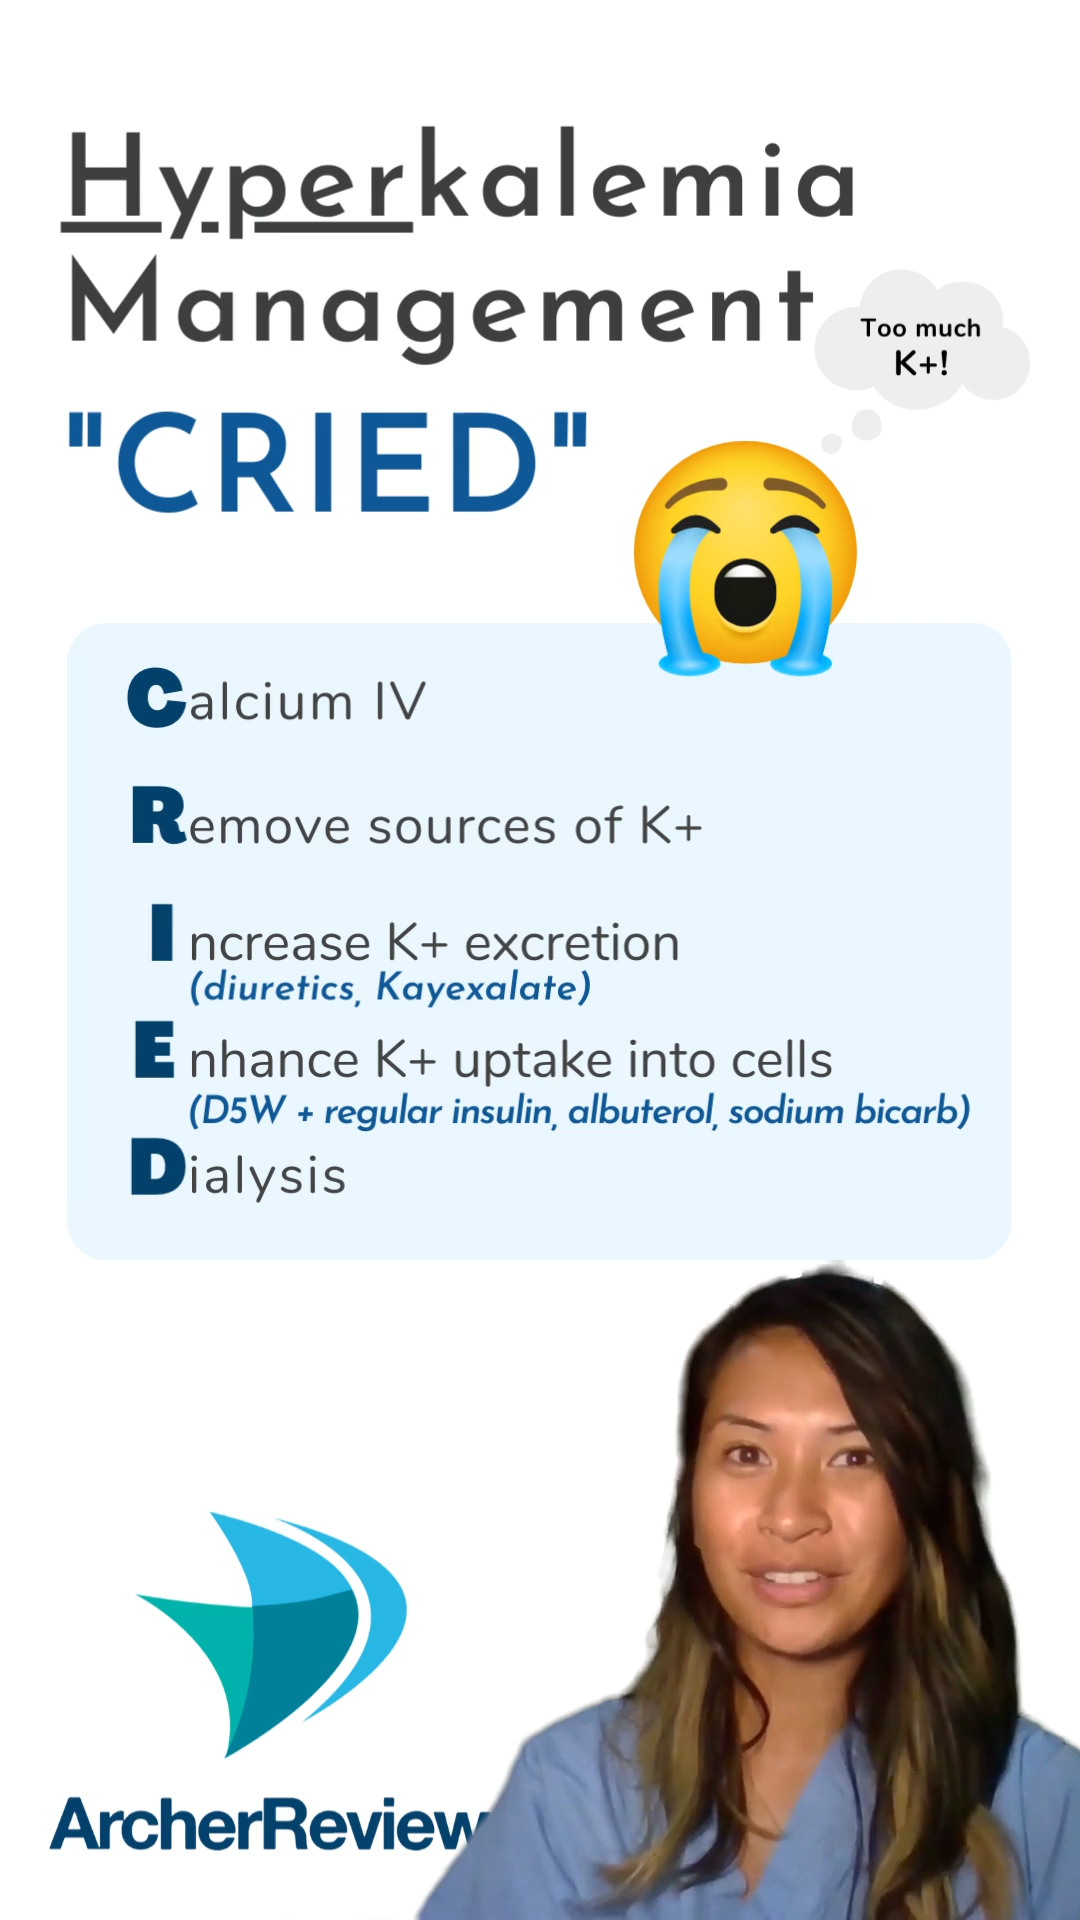 Hyperkalemia
Management
Too much
K+!
"CRIED"
Calcium IV
Remove sources of K+
Increase K+ excretion
(diuretics, Kayexalate)
Enhance K+ uptake into cells
(D5W + regular insulin, albuterol, sodium bicarb)
Dialysis
ArcherReview